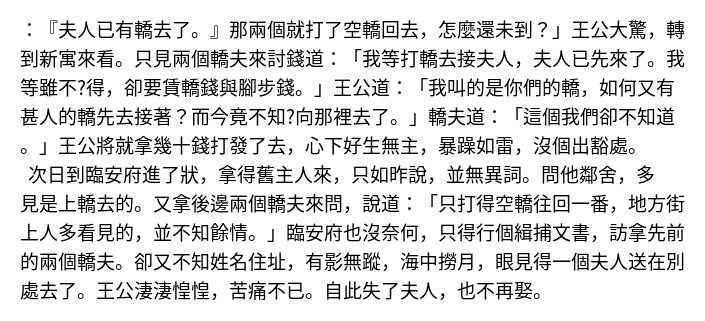 ：『夫人已有轎去了。』那兩個就打了空轎回去，怎麼還未到？」王公大驚，轉
到新寓來看。只見兩個轎夫來討錢道：「我等打轎去接夫人，夫人已先來了。我
等雖不?得，卻要賃轎錢與腳步錢。」王公道：「我叫的是你們的轎，如何又有
甚人的轎先去接著？而今竟不知?向那裡去了。」轎夫道：「這個我們卻不知道
。」王公將就拿幾十錢打發了去，心下好生無主，暴躁如雷，沒個出豁處。
次日到臨安府進了狀，拿得舊主人來，只如昨說，並無異詞。問他鄰舍，多
見是上轎去的。又拿後邊兩個轎夫來問，說道：「只打得空轎往回一番，地方街
上人多看見的，並不知餘情。」臨安府也沒奈何，只得行個緝捕文書，訪拿先前
的兩個轎夫。卻又不知姓名住址，有影無蹤，海中撈月，眼見得一個夫人送在別
處去了。王公淒淒惶惶，苦痛不已。自此失了夫人，也不再娶。